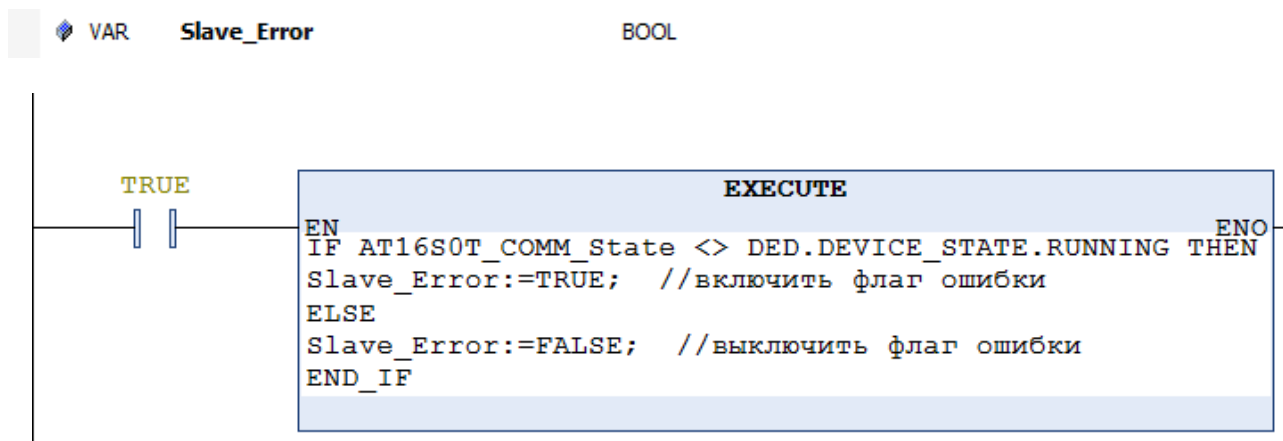 VAR Slave_Error BOOL
TRUE
EXECUTE
EN ENO
IF AT16S0T_COMM_State <> DED.DEVICE_STATE.RUNNING THEN
Slave_Error:=TRUE; //включить флаг ошибки
ELSE
Slave_Error:=FALSE; //выключить флаг ошибки
END_IF